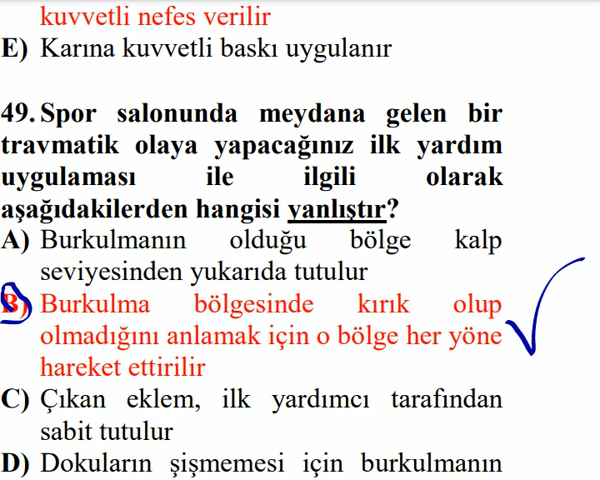 kuvvetli nefes verilir
E) Karına kuvvetli baskı uygulanır
49. Spor salonunda meydana gelen bir
travmatik olaya yapacağınız ilk yardım
uygulaması ile ilgili olarak
aşağıdakilerden hangisi yanlıştır?
A) Burkulmanın olduğu bölge kalp
seviyesinden yukarıda tutulur
B) Burkulma bölgesinde kırık olup
olmadığını anlamak için o bölge her yöne
hareket ettirilir
C) Çıkan eklem, ilk yardımcı tarafından
sabit tutulur
D) Dokuların şişmemesi için burkulmanın